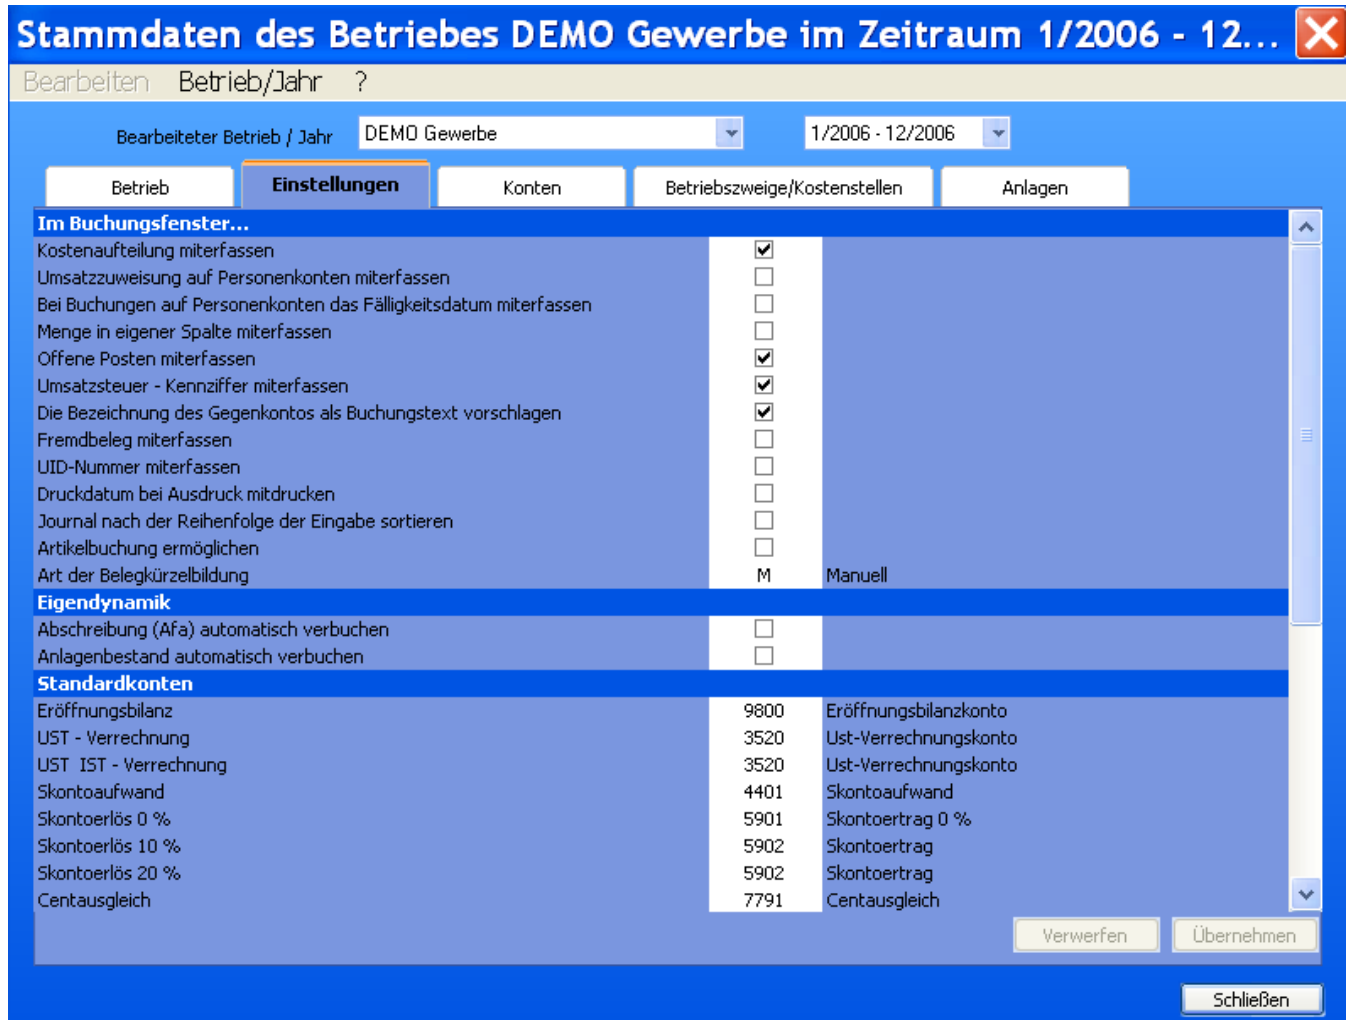 Stammdaten des Betriebes DEMO Gewerbe im Zeitraum 1/2006 - 12...
Bearbeiten Betrieb/Jahr ?
Bearbeiteter Betrieb / Jahr DEMO Gewerbe 1/2006 - 12/2006
Betrieb Einstellungen Konten Betriebszweige/Kostenstellen Anlagen
Im Buchungsfenster...
Kostenaufteilung miterfassen
Umsatzzuweisung auf Personenkonten miterfassen
Bei Buchungen auf Personenkonten das Fälligkeitsdatum miterfassen
Menge in eigener Spalte miterfassen
Offene Posten miterfassen
Umsatzsteuer - Kennziffer miterfassen
Die Bezeichnung des Gegenkontos als Buchungstext vorschlagen
Fremdbeleg miterfassen
UID-Nummer miterfassen
Druckdatum bei Ausdruck mitdrucken
Journal nach der Reihenfolge der Eingabe sortieren
Artikelbuchung ermöglichen
Art der Belegkürzelbildung M Manuell
Eigendynamik
Abschreibung (Afa) automatisch verbuchen
Anlagenbestand automatisch verbuchen
Standardkonten
Eröffnungsbilanz 9800 Eröffnungsbilanzkonto
UST - Verrechnung 3520 Ust-Verrechnungskonto
UST IST - Verrechnung 3520 Ust-Verrechnungskonto
Skontoaufwand 4401 Skontoaufwand
Skontoerlös 0 % 5901 Skontoertrag 0 %
Skontoerlös 10 % 5902 Skontoertrag
Skontoerlös 20 % 5902 Skontoertrag
Centausgleich 7791 Centausgleich
Verwerfen Übernehmen
Schließen